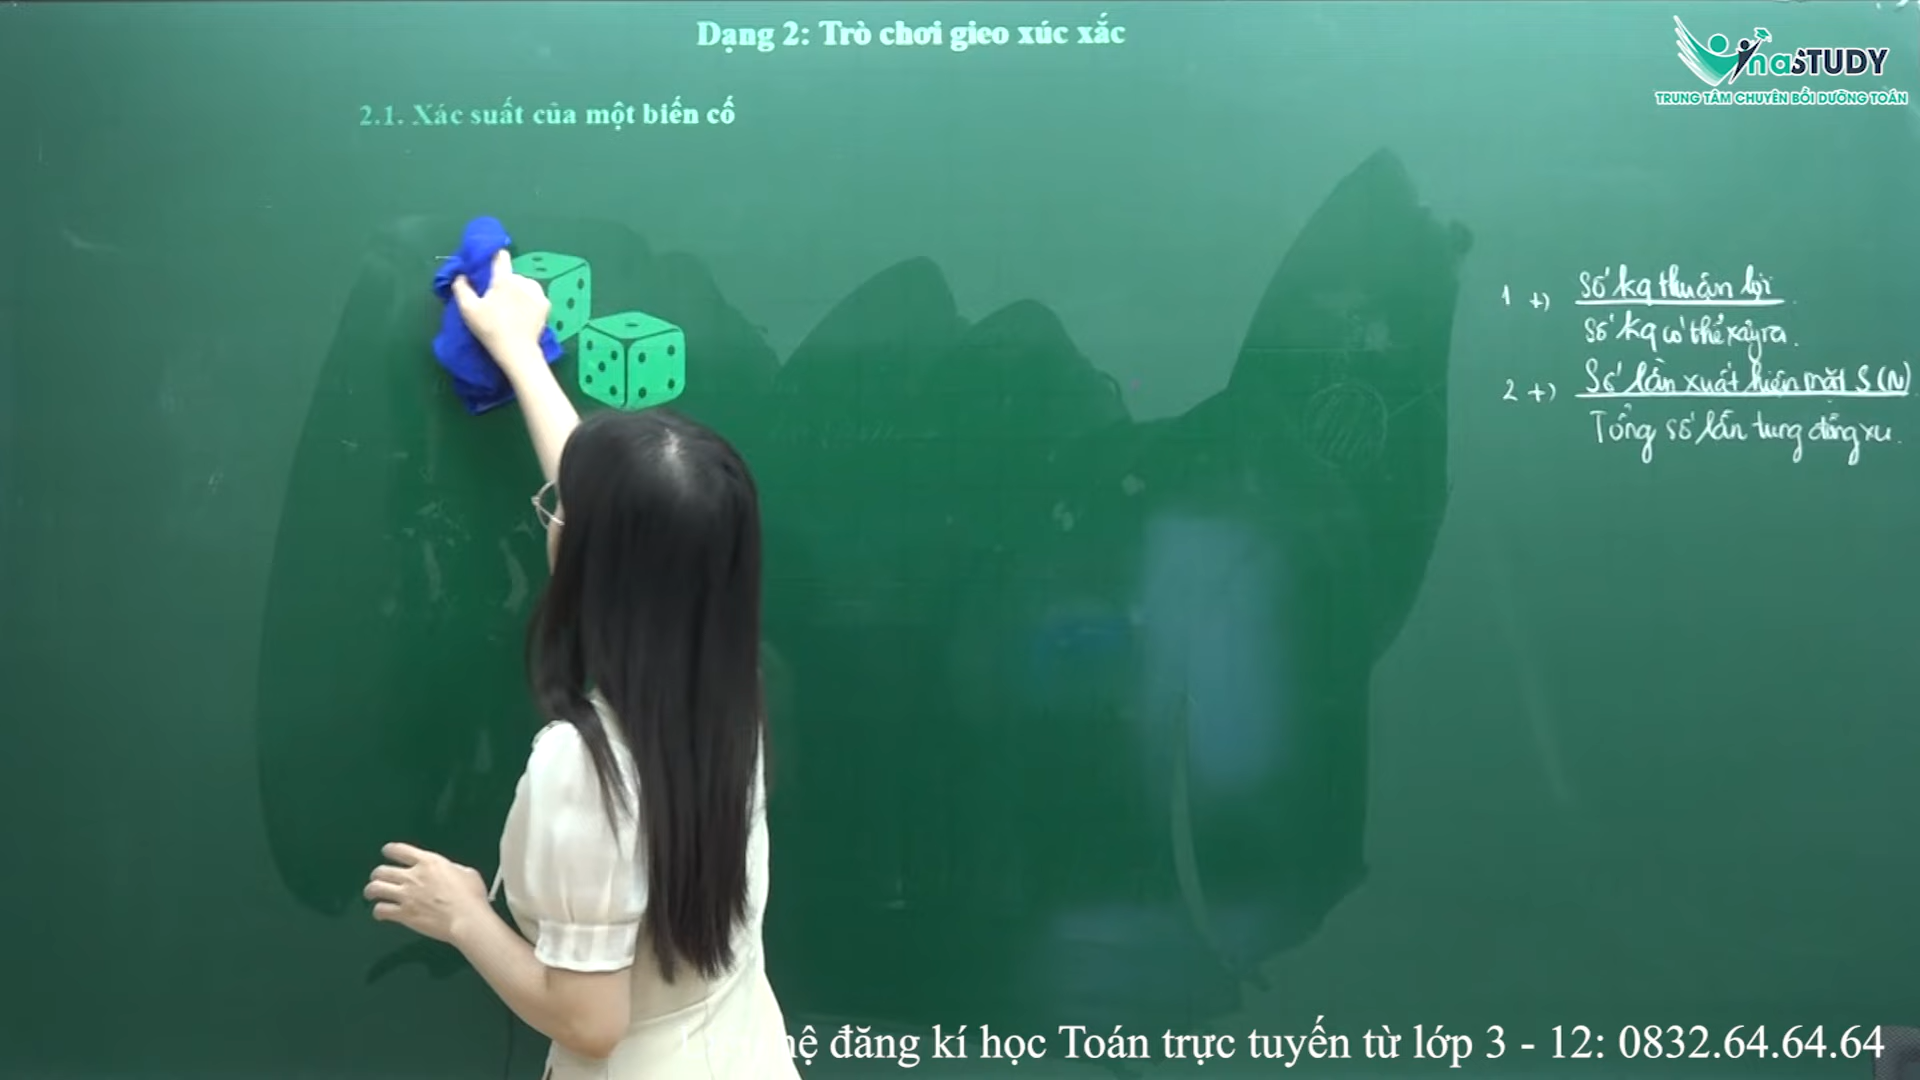 Dạng 2: Trò chơi gieo xúc xắc
VinaSTUDY
TRUNG TÂM CHUYÊN BỒI DƯỠNG TOÁN
2.1. Xác suất của một biến cố
1 +) Số kq thuận lợi
Số kq có thể xảy ra.
2 +) Số lần xuất hiện mặt S (N)
Tổng số lần tung đồng xu.
hệ đăng kí học Toán trực tuyến từ lớp 3 - 12: 0832.64.64.64